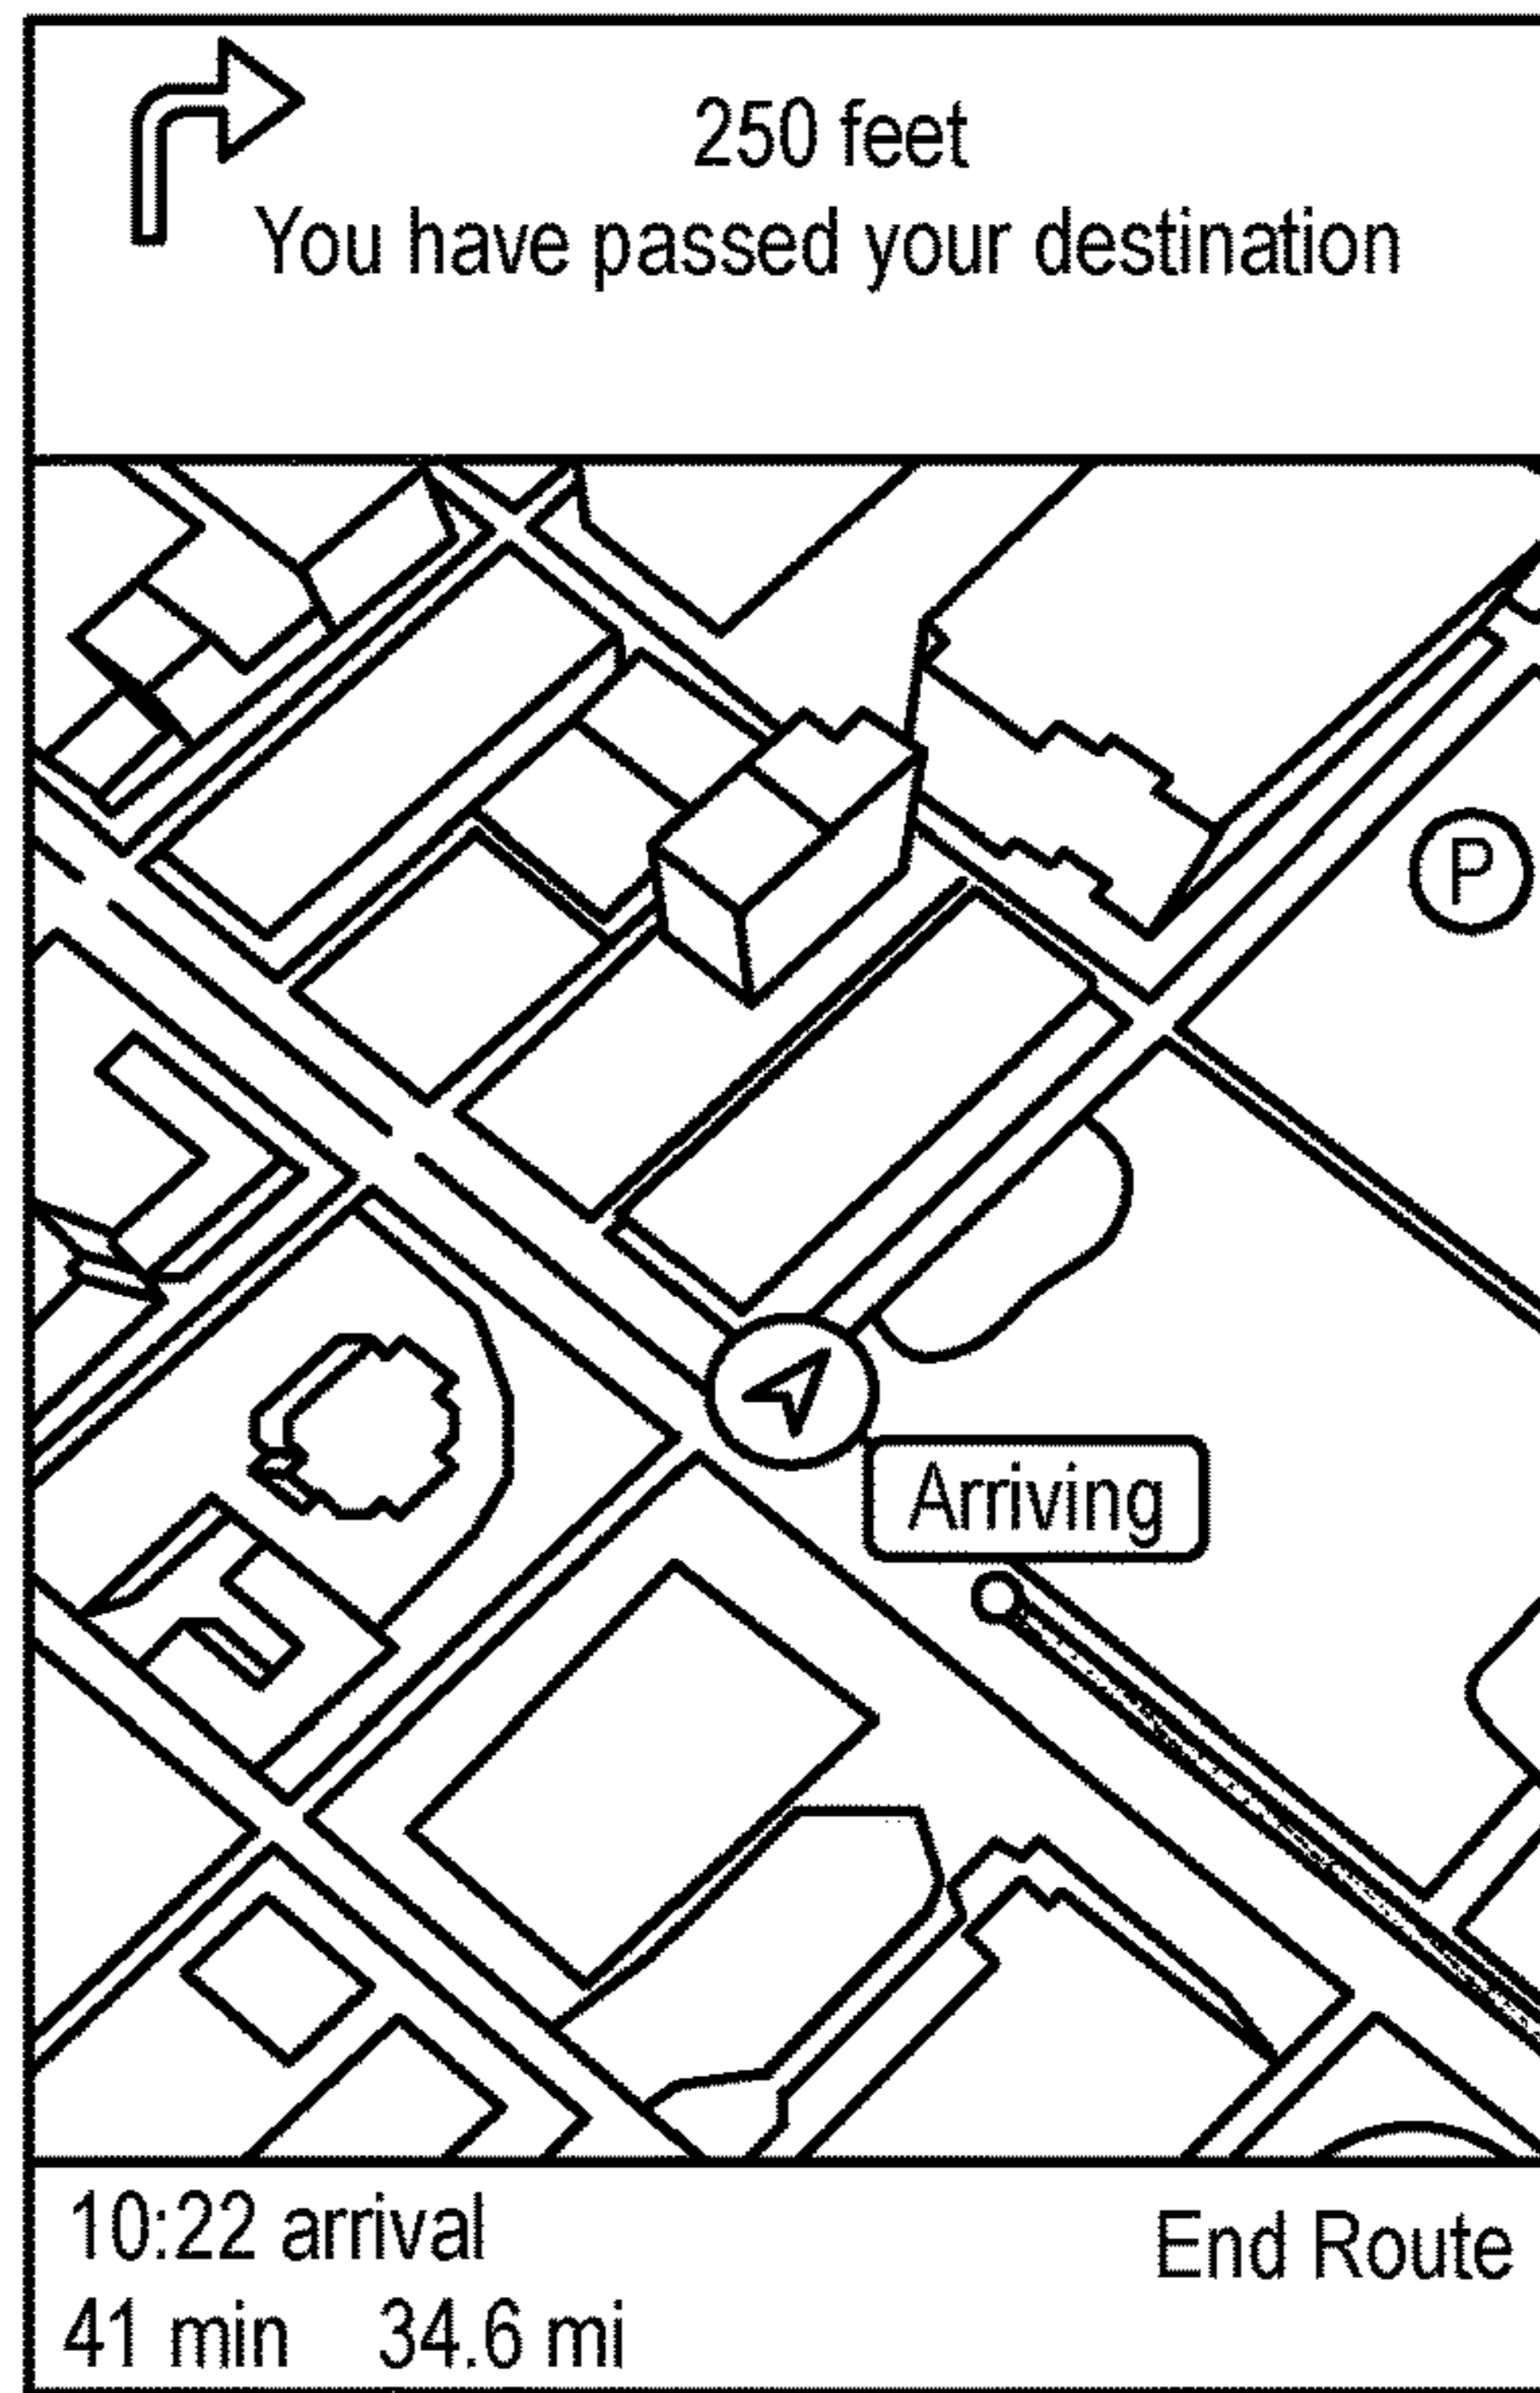 250 feet
You have passed your destination
P
Arriving
10:22 arrival
End Route
41 min 34.6 mi